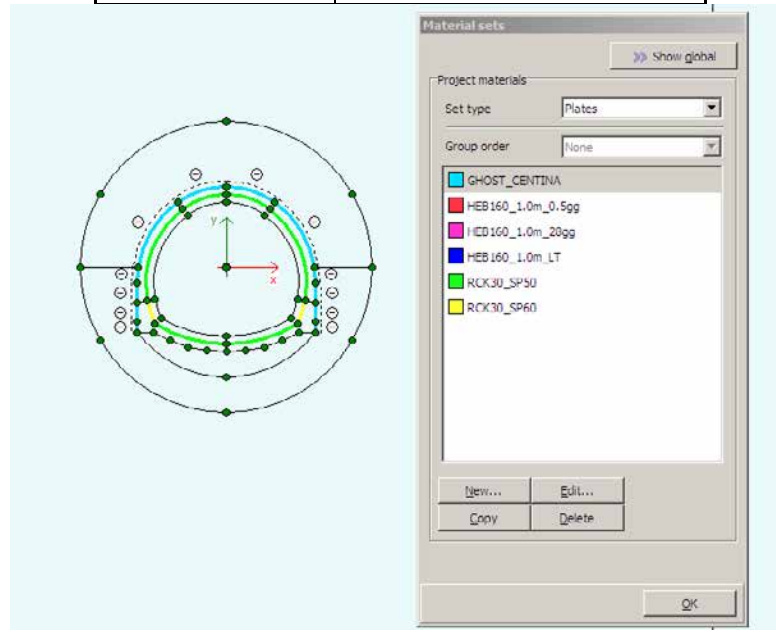 Material sets
Show global
Project materials
Set type Plates
Group order None
GHOST_CENTINA
HEB160_1.0m_0.5gg
HEB160_1.0m_28gg
HEB160_1.0m_LT
RCK30_SP50
RCK30_SP60
New... Edit...
Copy Delete
OK
y
x